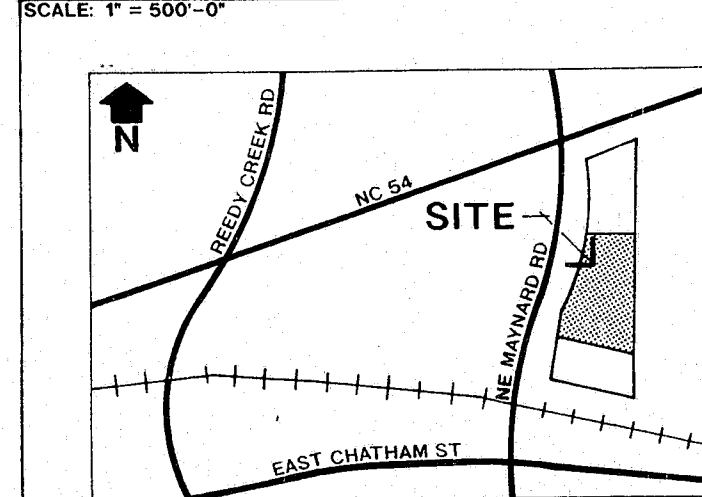 SCALE: 1" = 500'-0"
N
REEDY CREEK RD
NC 54
SITE
NE MAYNARD RD
EAST CHATHAM ST